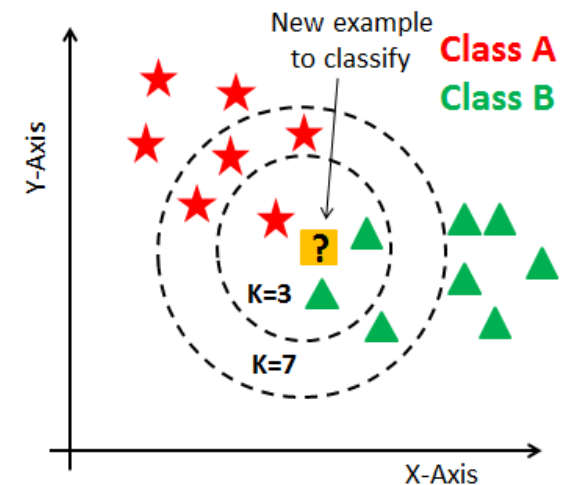 New example
to classify
Class A
Class B
Y-Axis
?
K=3
K=7
X-Axis